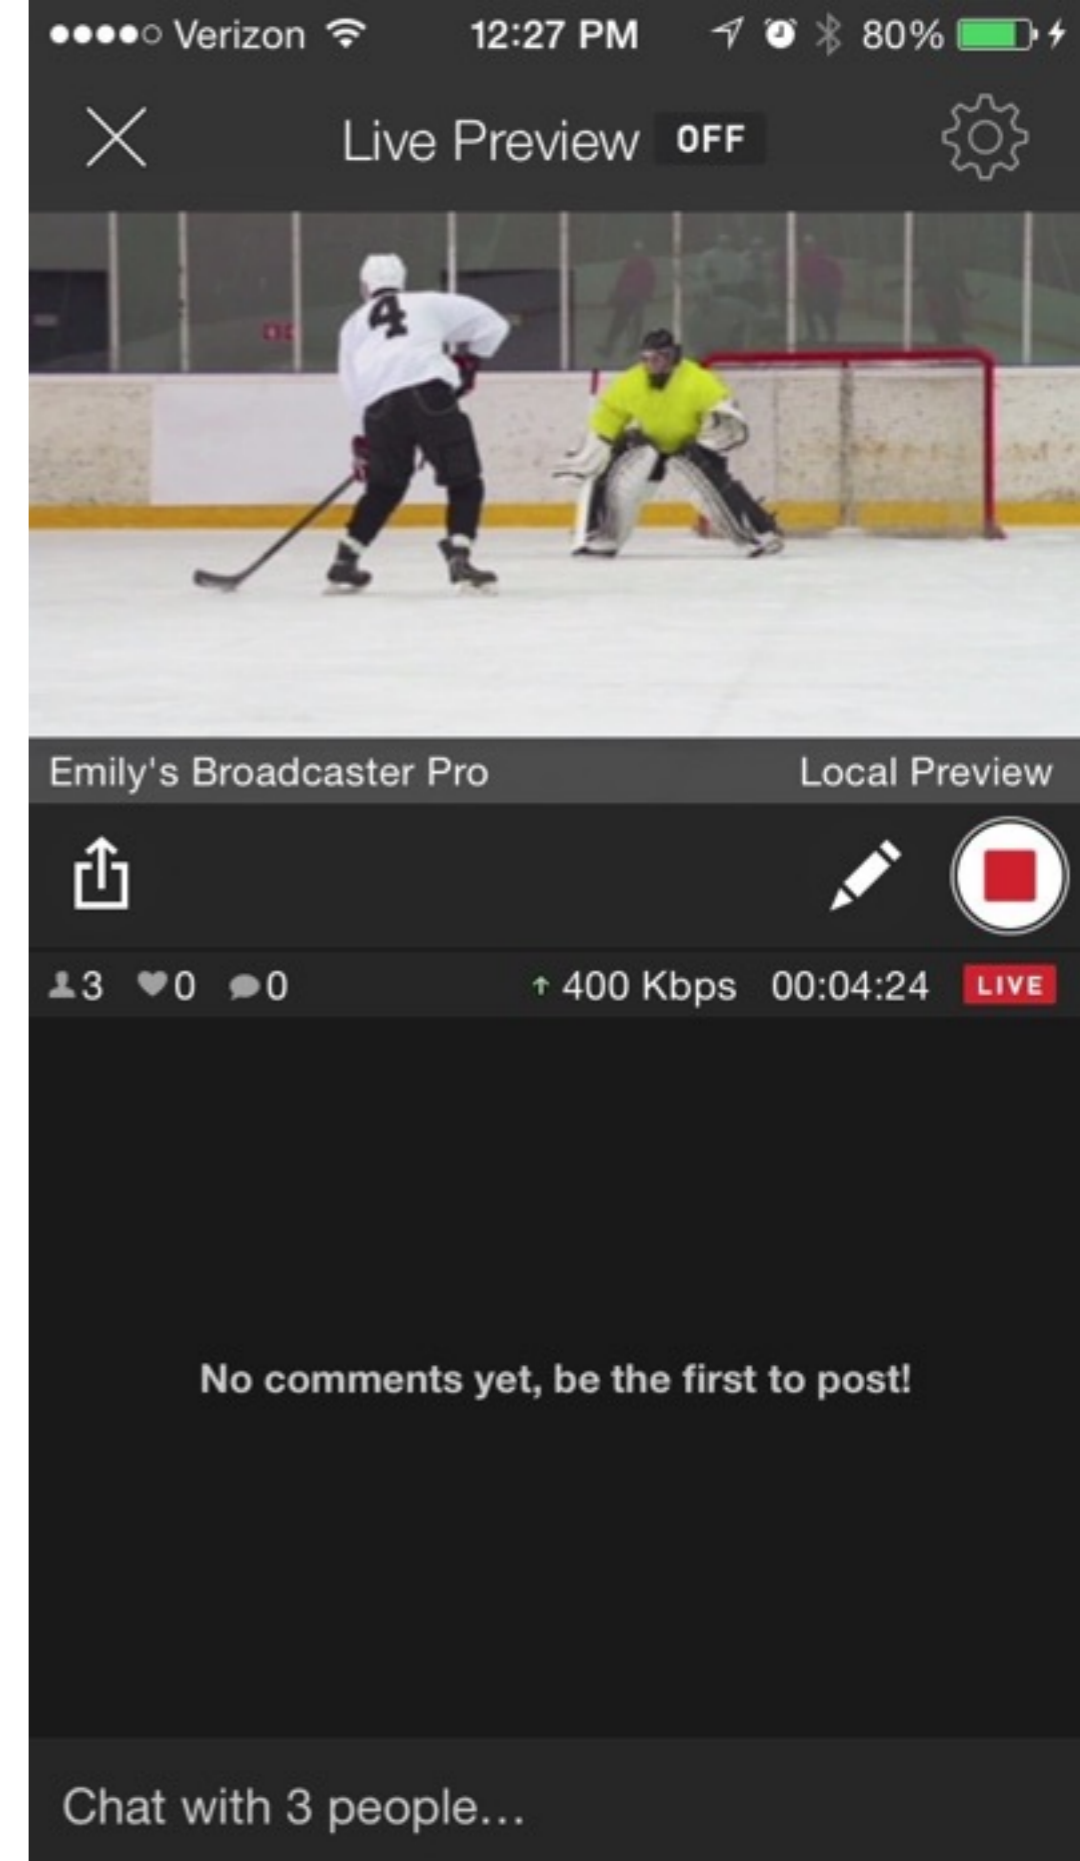 Verizon 12:27 PM 80%
Live Preview OFF
4
Emily's Broadcaster Pro Local Preview
3 0 0 400 Kbps 00:04:24 LIVE
No comments yet, be the first to post!
Chat with 3 people...